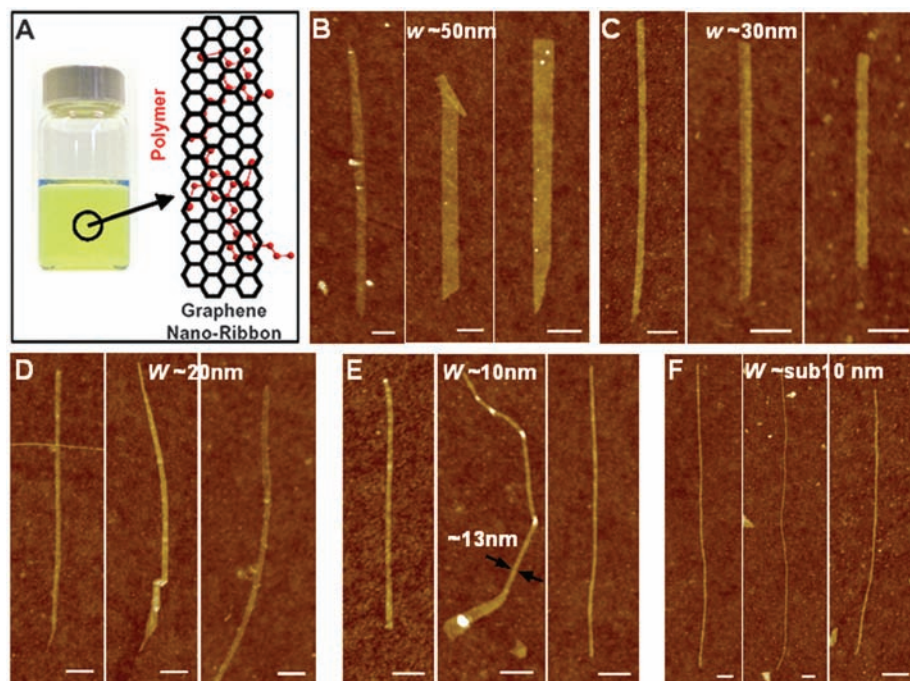 A
Polymer
Graphene
Nano-Ribbon
B
w ~50nm
C
w ~30nm
D
W ~20nm
E
W ~10nm
~13nm
F
W ~sub10 nm